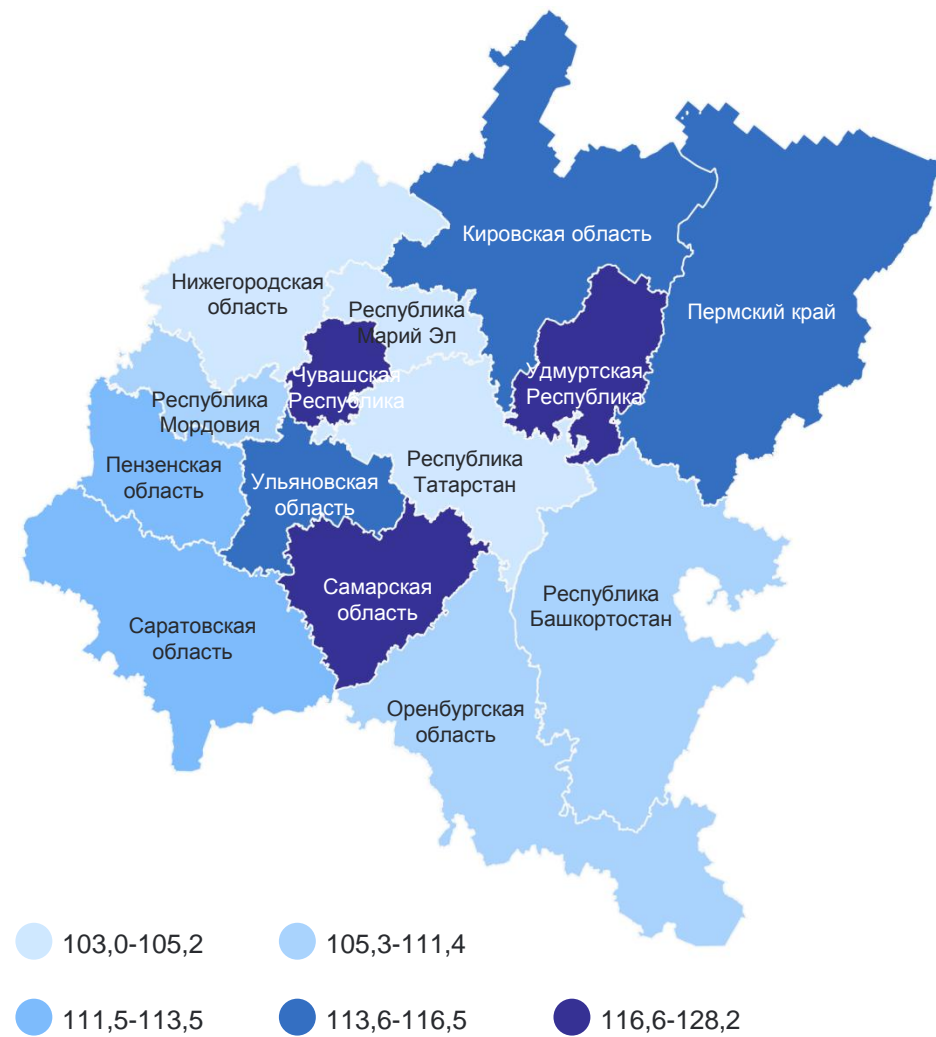 Кировская область
Нижегородская
область
Республика
Марий Эл
Пермский край
Чувашская
Республика
Удмуртская
Республика
Республика
Мордовия
Пензенская
область
Ульяновская
область
Республика
Татарстан
Самарская
область
Республика
Башкортостан
Саратовская
область
Оренбургская
область
103,0-105,2
105,3-111,4
111,5-113,5
113,6-116,5
116,6-128,2